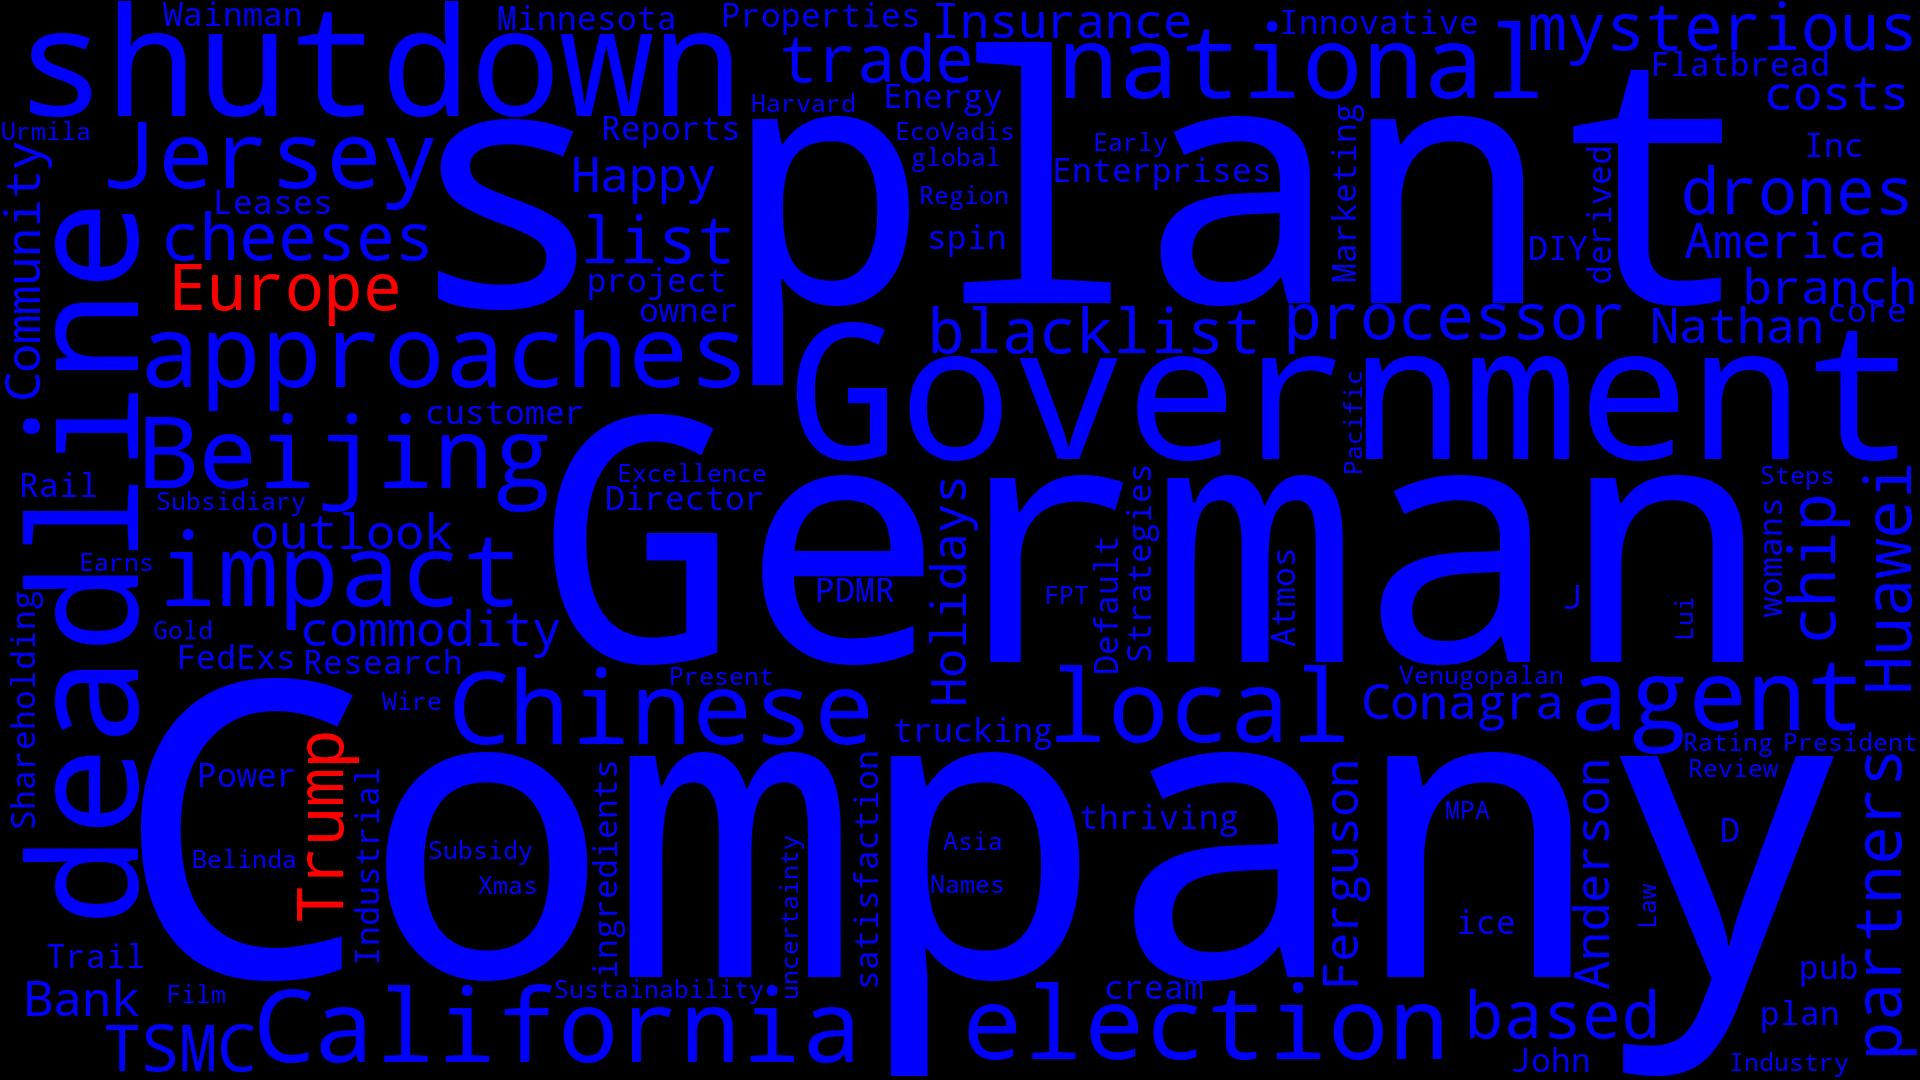 Wainman
Minnesota
Properties
Insurance
Innovative
mysterious
shutdown
trade
national
Flatbread
costs
Harvard
Energy
Urmila
Jersey
Reports
EcoVadis
Early
Marketing
Inc
s
plant
global
Happy
Enterprises
derived
drones
Community
Leases
Region
cheeses
list
spin
DIY
America
Europe
project
branch
owner
core
approaches
blacklist
processor
Nathan
Government
deadline
Beijing
customer
Pacific
Rail
Excellence
Steps
Subsidiary
Director
Holidays
Strategies
womans
chip
Huawei
outlook
German
Earns
impact
PDMR
FPT
Default
Atmos
J
Lui
Shareholding
Gold
commodity
FedExs
Research
Present
Venugopalan
Wire
Chinese
local
Conagra
agent
trucking
Rating
President
Power
Trump
Industrial
ingredients
satisfaction
Review
Company
thriving
Ferguson
MPA
Anderson
D
partners
Belinda
Subsidy
uncertainty
Asia
Xmas
Names
Law
ice
Trail
pub
Bank
Film
Sustainability
cream
TSMC
California
election
based
plan
John
Industry